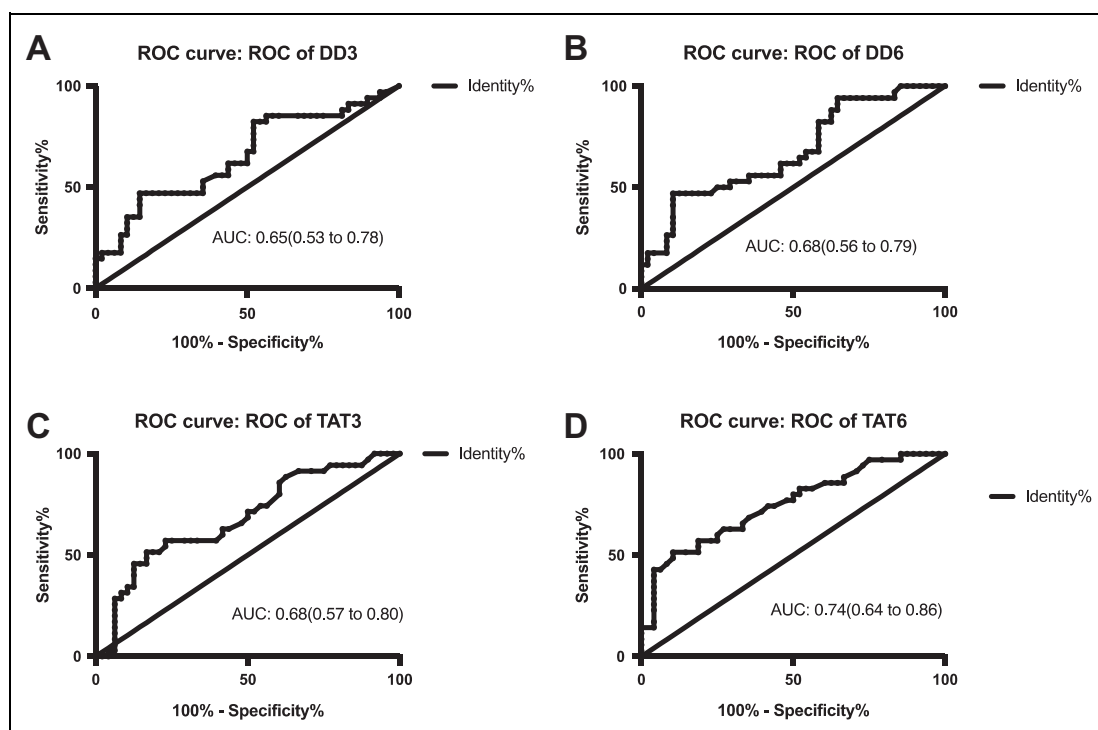 A
ROC curve: ROC of DD3
Identity%
100
50
0
Sensitivity%
AUC: 0.65(0.53 to 0.78)
0
50
100
100% - Specificity%
B
ROC curve: ROC of DD6
Identity%
100
50
0
Sensitivity%
AUC: 0.68(0.56 to 0.79)
0
50
100
100% - Specificity%
C
ROC curve: ROC of TAT3
Identity%
100
50
0
Sensitivity%
AUC: 0.68(0.57 to 0.80)
0
50
100
100% - Specificity%
D
ROC curve: ROC of TAT6
Identity%
100
50
0
Sensitivity%
AUC: 0.74(0.64 to 0.86)
0
50
100
100% - Specificity%